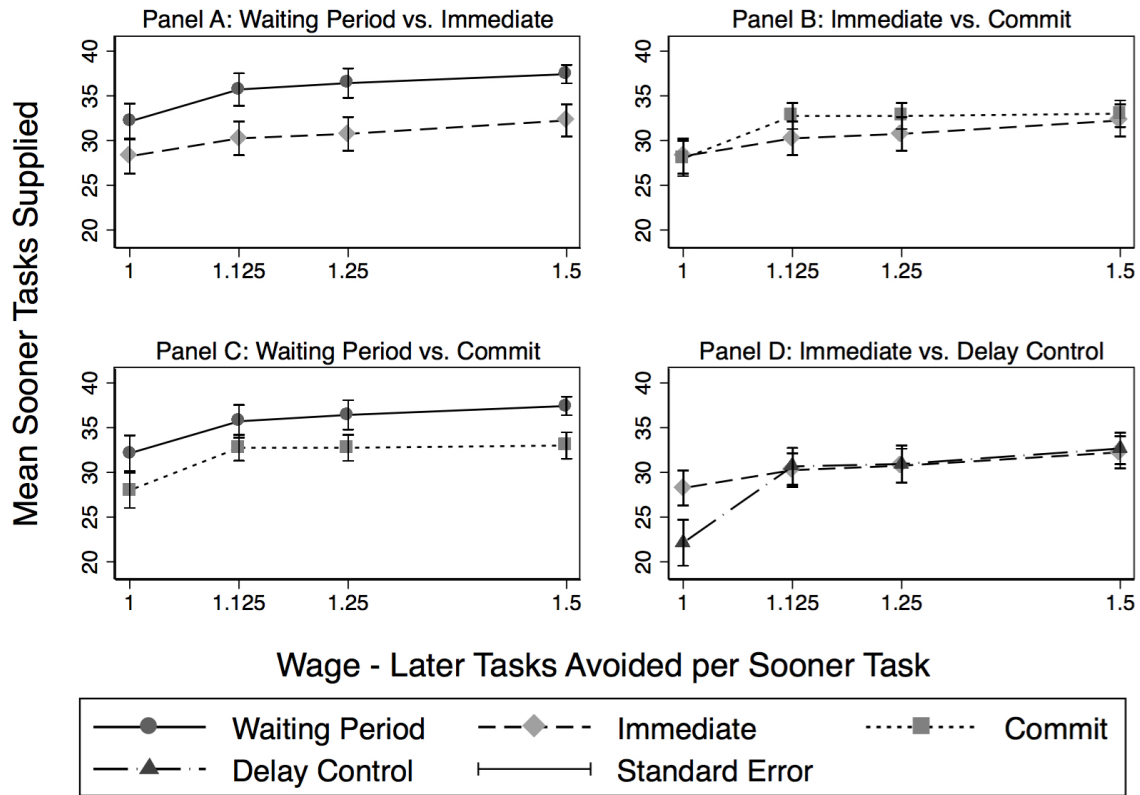 Panel A: Waiting Period vs. Immediate
Panel B: Immediate vs. Commit
40
35
30
25
20
1 1.125 1.25 1.5
40
35
30
25
20
1 1.125 1.25 1.5
Mean Sooner Tasks Supplied
Panel C: Waiting Period vs. Commit
Panel D: Immediate vs. Delay Control
40
35
30
25
20
1 1.125 1.25 1.5
40
35
30
25
20
1 1.125 1.25 1.5
Wage - Later Tasks Avoided per Sooner Task
Waiting Period Immediate Commit
Delay Control Standard Error